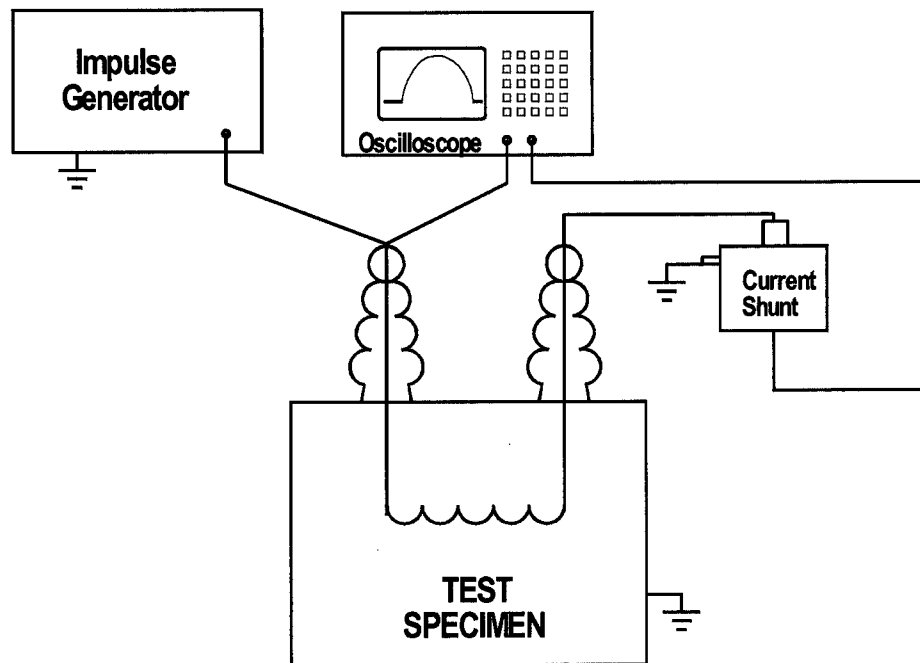 Impulse
Generator
Oscilloscope
Current
Shunt
TEST
SPECIMEN